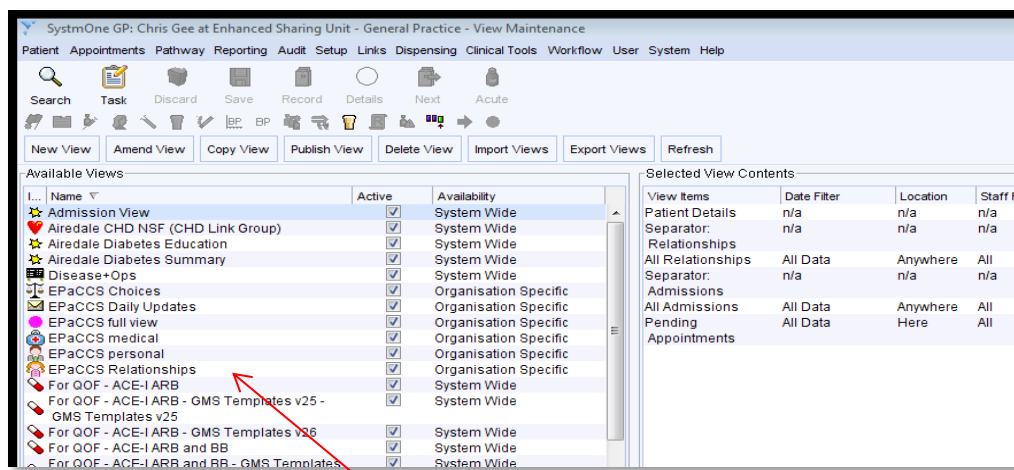 SystmOne GP: Chris Gee at Enhanced Sharing Unit - General Practice - View Maintenance
Patient Appointments Pathway Reporting Audit Setup Links Dispensing Clinical Tools Workflow User System Help
Search Task Discard Save Record Details Next Acute
BP BP
New View Amend View Copy View Publish View Delete View Import Views Export Views Refresh
Available Views
I... Name Active Availability
Admission View System Wide
Airedale CHD NSF (CHD Link Group) System Wide
Airedale Diabetes Education System Wide
Airedale Diabetes Summary System Wide
Disease+Ops System Wide
EPaCCS Choices Organisation Specific
EPaCCS Daily Updates Organisation Specific
EPaCCS full view Organisation Specific
EPaCCS medical Organisation Specific
EPaCCS personal Organisation Specific
EPaCCS Relationships Organisation Specific
For QOF - ACE-I ARB System Wide
For QOF - ACE-I ARB - GMS Templates v25 - System Wide
GMS Templates v25
For QOF - ACE-I ARB - GMS Templates v26 System Wide
For QOF - ACE-I ARB and BB System Wide
For QOF - ACE-I ARB and BB - GMS Templates System Wide
Selected View Contents
View Items Date Filter Location Staff F
Patient Details n/a n/a n/a
Separator: n/a n/a n/a
Relationships
All Relationships All Data Anywhere All
Separator: n/a n/a n/a
Admissions
All Admissions All Data Anywhere All
Pending All Data Here All
Appointments